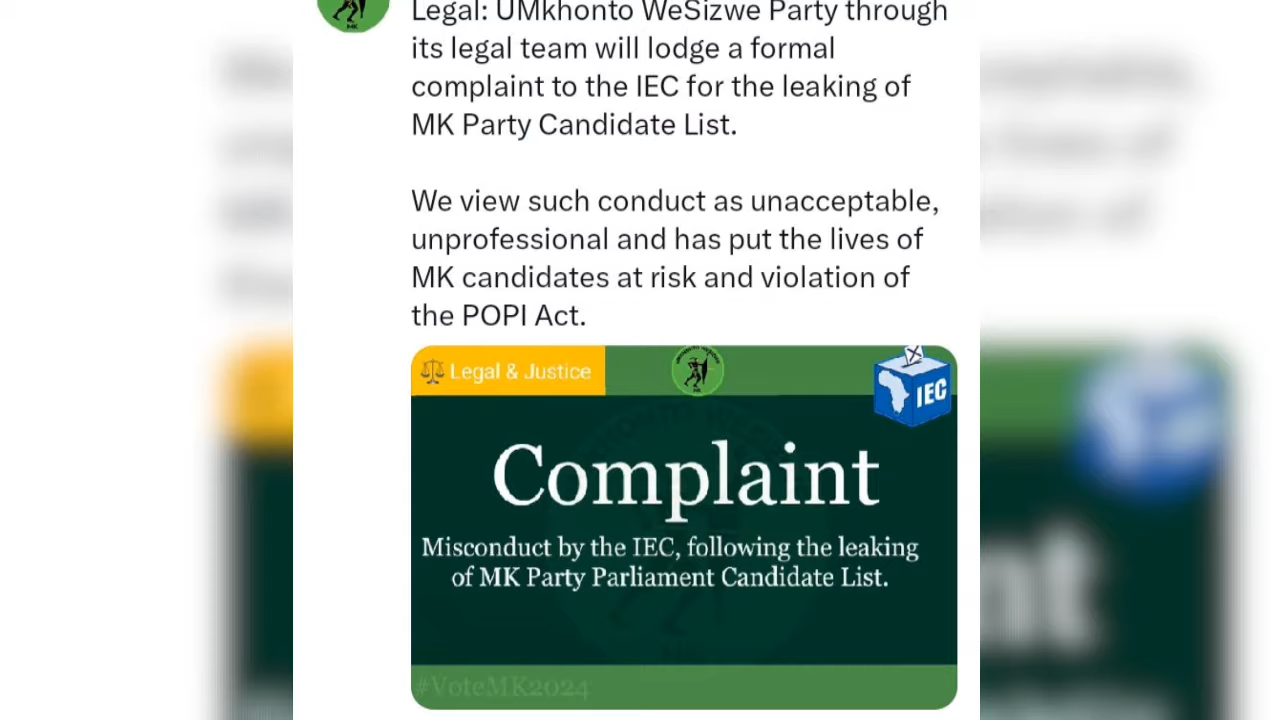 Legal: UMkhonto WeSizwe Party through
its legal team will lodge a formal
complaint to the IEC for the leaking of
MK Party Candidate List.
We view such conduct as unacceptable,
unprofessional and has put the lives of
MK candidates at risk and violation of
the POPI Act.
Legal & Justice
IEC
Complaint
Misconduct by the IEC, following the leaking
of MK Party Parliament Candidate List.
#VoteMK2024